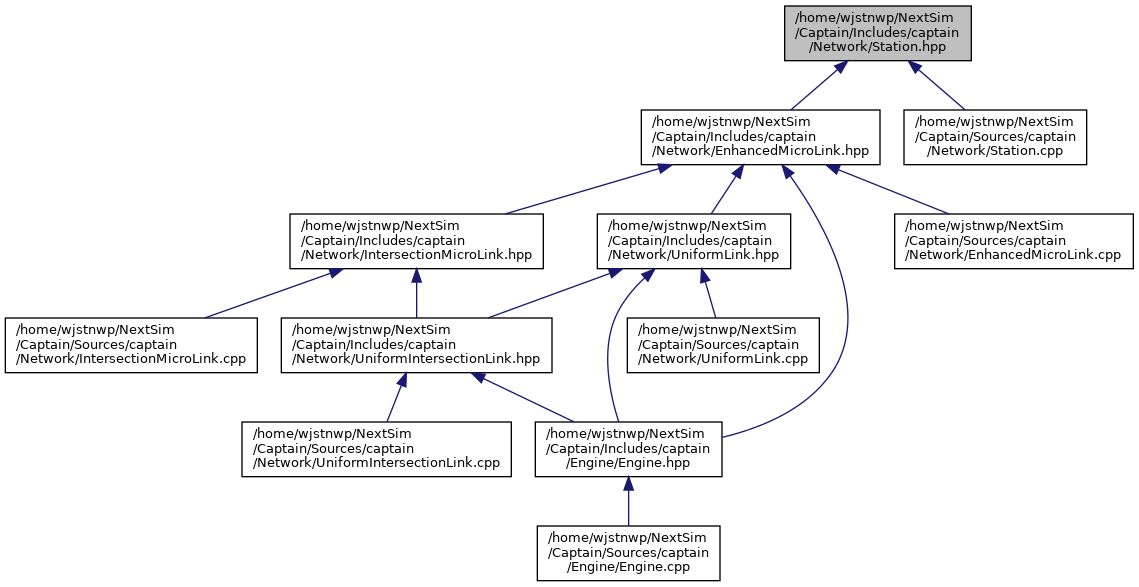 /home/wjstnwp/NextSim
/Captain/Includes/captain
/Network/Station.hpp
/home/wjstnwp/NextSim
/Captain/Includes/captain
/Network/EnhancedMicroLink.hpp
/home/wjstnwp/NextSim
/Captain/Sources/captain
/Network/Station.cpp
/home/wjstnwp/NextSim
/Captain/Includes/captain
/Network/IntersectionMicroLink.hpp
/home/wjstnwp/NextSim
/Captain/Includes/captain
/Network/UniformLink.hpp
/home/wjstnwp/NextSim
/Captain/Sources/captain
/Network/EnhancedMicroLink.cpp
/home/wjstnwp/NextSim
/Captain/Sources/captain
/Network/IntersectionMicroLink.cpp
/home/wjstnwp/NextSim
/Captain/Includes/captain
/Network/UniformIntersectionLink.hpp
/home/wjstnwp/NextSim
/Captain/Sources/captain
/Network/UniformLink.cpp
/home/wjstnwp/NextSim
/Captain/Sources/captain
/Network/UniformIntersectionLink.cpp
/home/wjstnwp/NextSim
/Captain/Includes/captain
/Engine/Engine.hpp
/home/wjstnwp/NextSim
/Captain/Sources/captain
/Engine/Engine.cpp